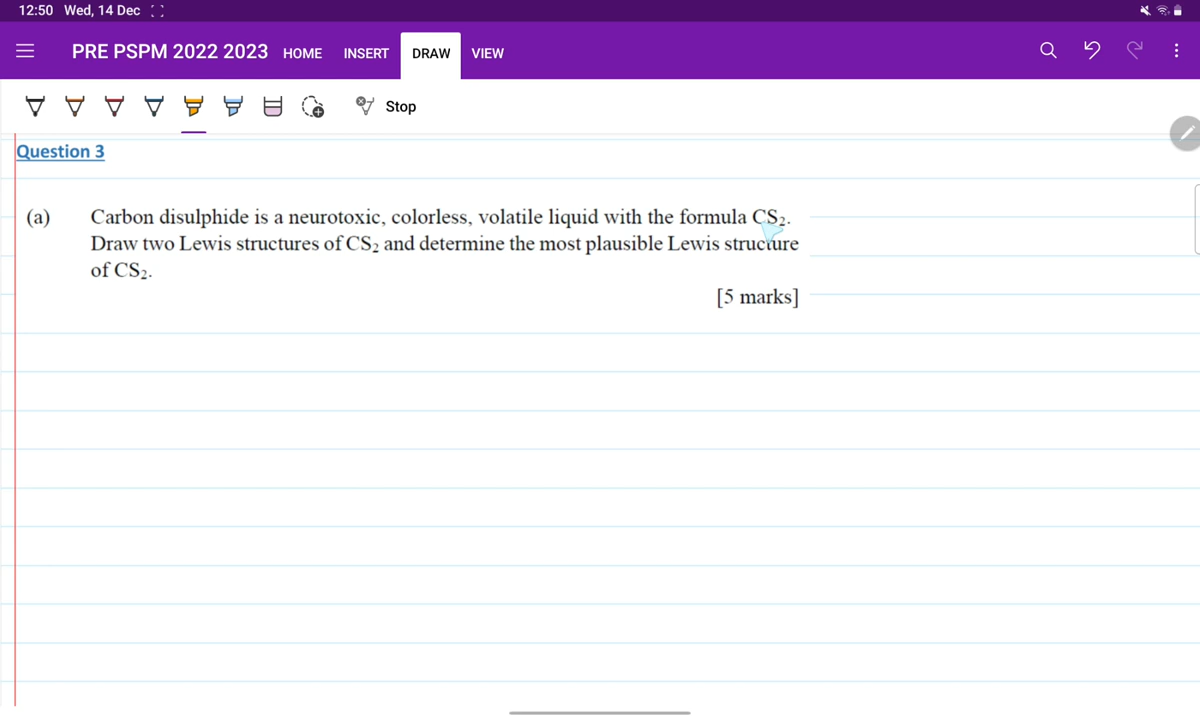 12:50 Wed, 14 Dec
PRE PSPM 2022 2023 HOME INSERT DRAW VIEW
Stop
Question 3
(a) Carbon disulphide is a neurotoxic, colorless, volatile liquid with the formula CS₂.
Draw two Lewis structures of CS₂ and determine the most plausible Lewis structure
of CS₂.
[5 marks]